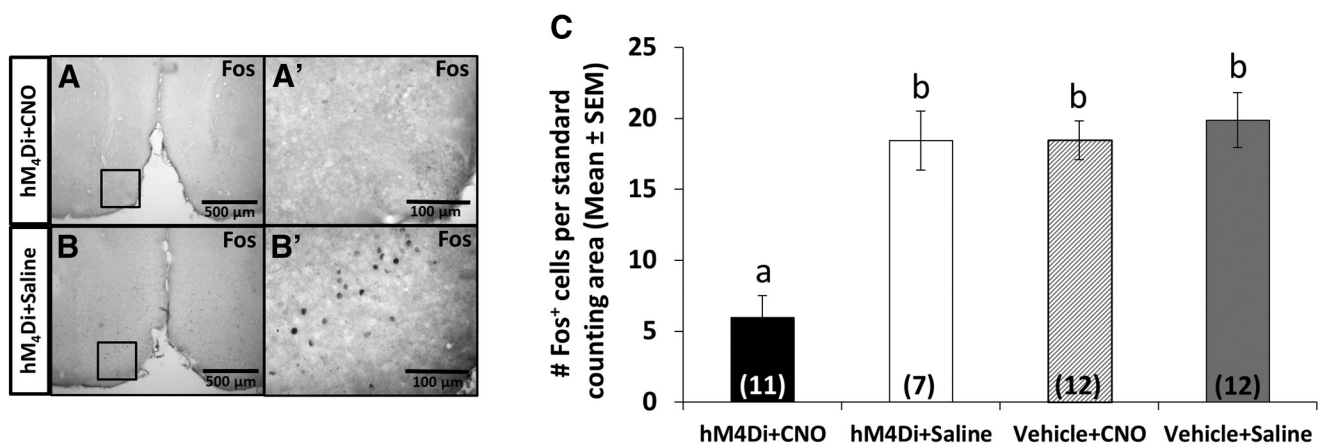 hM₄Di+CNO
A
Fos
500 µm
A'
Fos
100 µm
hM₄Di+Saline
B
Fos
500 µm
B'
Fos
100 µm
C
# Fos⁺ cells per standard
counting area (Mean ± SEM)
25
20
15
10
5
0
a
b
b
b
(11)
(7)
(12)
(12)
hM4Di+CNO
hM4Di+Saline
Vehicle+CNO
Vehicle+Saline